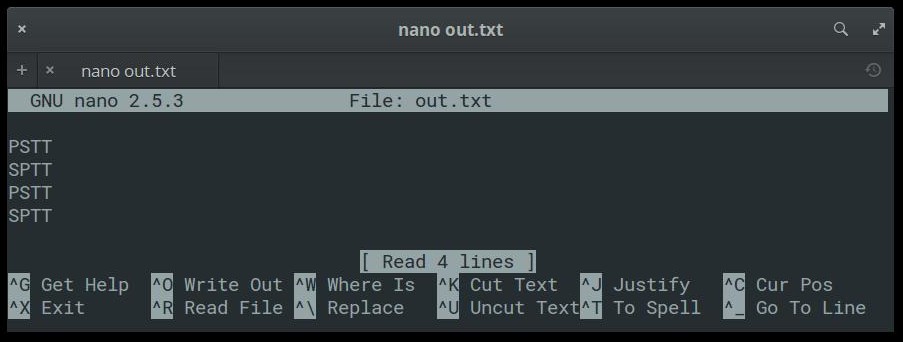 nano out.txt
nano out.txt
GNU nano 2.5.3 File: out.txt
PSTT
SPTT
PSTT
SPTT
[ Read 4 lines ]
^G Get Help ^O Write Out ^W Where Is ^K Cut Text ^J Justify ^C Cur Pos
^X Exit ^R Read File ^\ Replace ^U Uncut Text ^T To Spell ^_ Go To Line